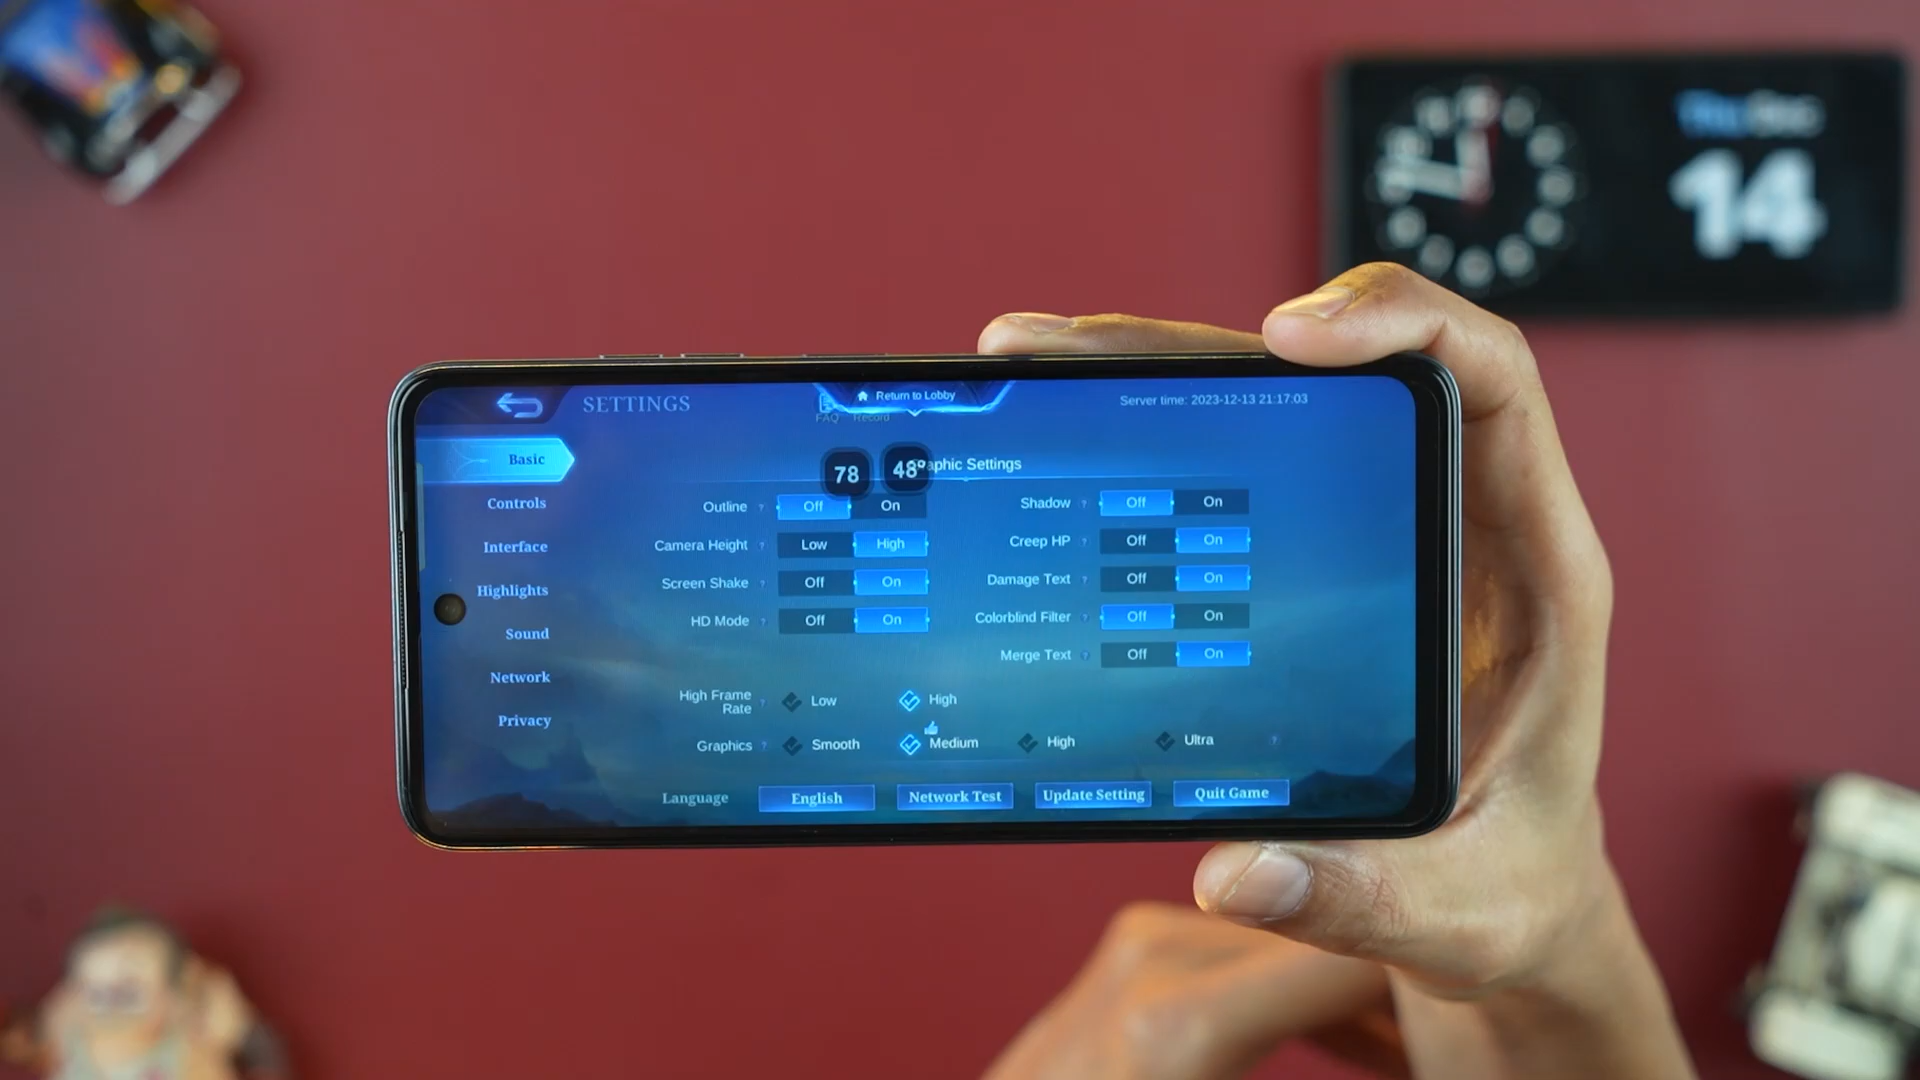 Thu Dec
14
SETTINGS
FAQ Record
Return to Lobby
Server time: 2023-12-13 21:17:03
Basic
Controls
Interface
Highlights
Sound
Network
Privacy
78 48°
aphic Settings
Outline ? Off On
Camera Height ? Low High
Screen Shake ? Off On
HD Mode ? Off On
Shadow ? Off On
Creep HP ? Off On
Damage Text ? Off On
Colorblind Filter ? Off On
Merge Text ? Off On
High Frame
Rate ? Low High
Graphics ? Smooth Medium High Ultra ?
Language English Network Test Update Setting Quit Game